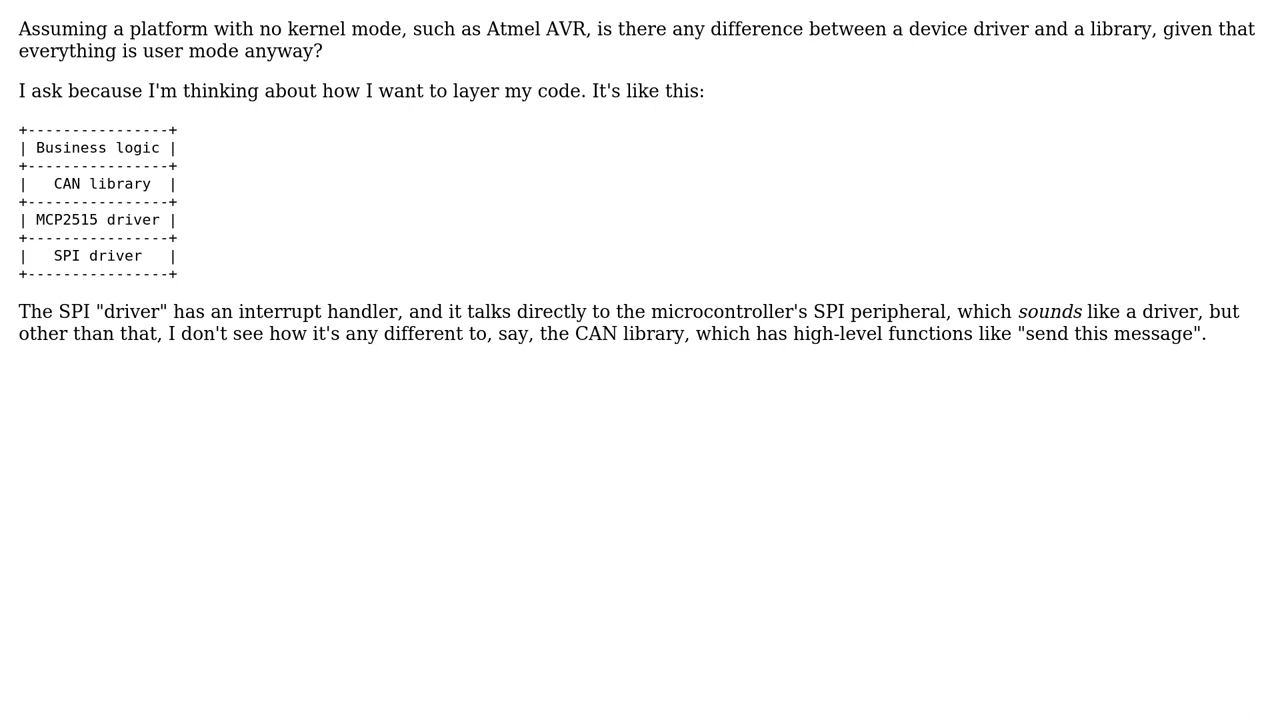 Assuming a platform with no kernel mode, such as Atmel AVR, is there any difference between a device driver and a library, given that
everything is user mode anyway?
I ask because I'm thinking about how I want to layer my code. It's like this:
+----------------+
| Business logic |
+----------------+
|   CAN library  |
+----------------+
| MCP2515 driver |
+----------------+
|   SPI driver   |
+----------------+
The SPI "driver" has an interrupt handler, and it talks directly to the microcontroller's SPI peripheral, which sounds like a driver, but
other than that, I don't see how it's any different to, say, the CAN library, which has high-level functions like "send this message".